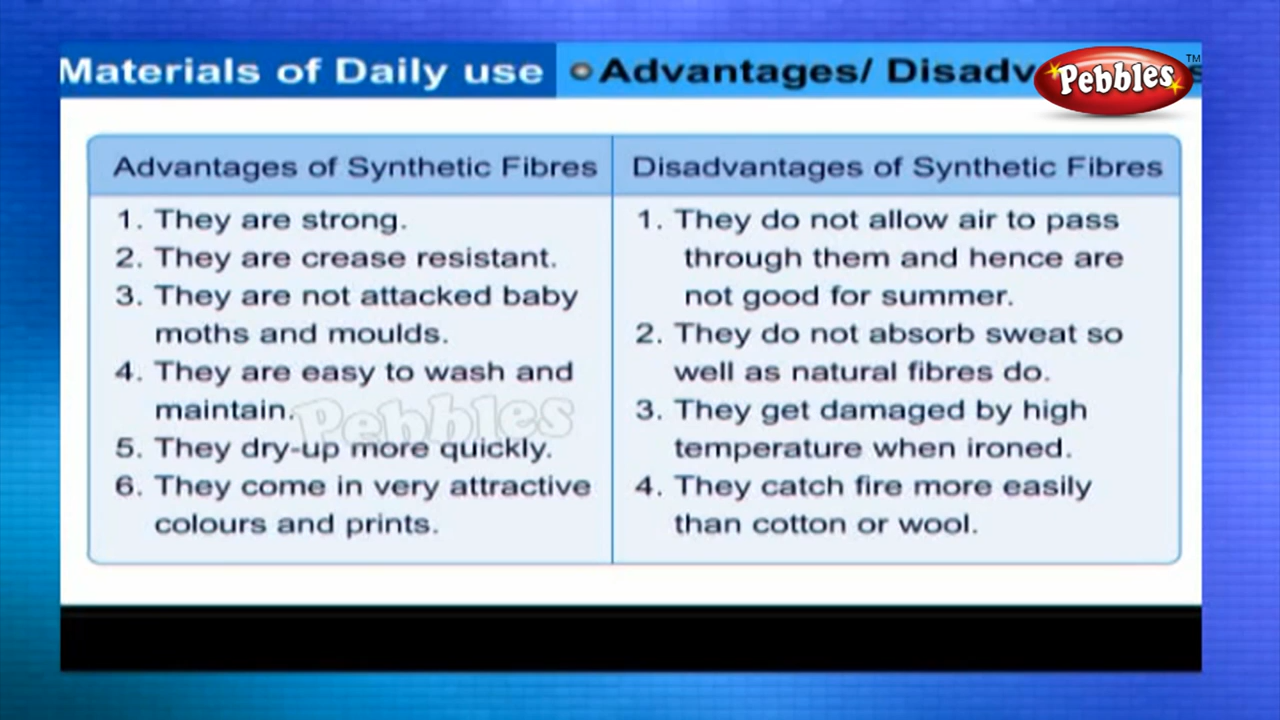 Materials of Daily use
Advantages/ Disadv
Pebbles TM
Advantages of Synthetic Fibres
1. They are strong.
2. They are crease resistant.
3. They are not attacked baby
moths and moulds.
4. They are easy to wash and
maintain.
Pebbles
5. They dry-up more quickly.
6. They come in very attractive
colours and prints.
Disadvantages of Synthetic Fibres
1. They do not allow air to pass
through them and hence are
not good for summer.
2. They do not absorb sweat so
well as natural fibres do.
3. They get damaged by high
temperature when ironed.
4. They catch fire more easily
than cotton or wool.